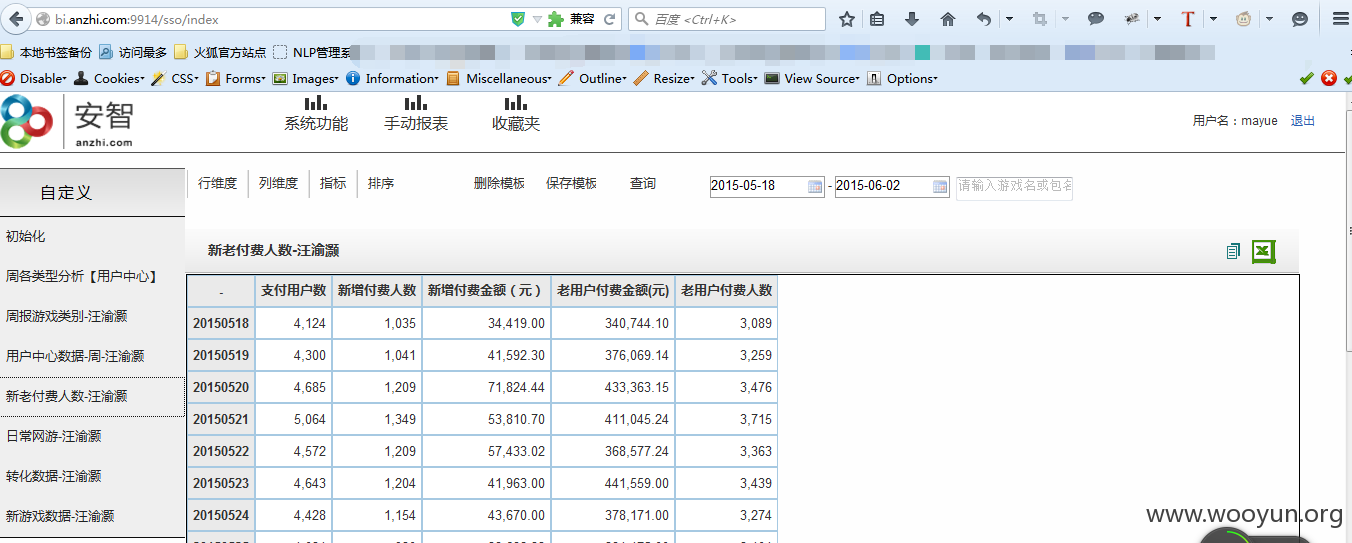 bi.anzhi.com:9914/sso/index 兼容 百度 <Ctrl+K>
本地书签备份 访问最多 火狐官方站点 NLP管理系
Disable Cookies CSS Forms Images Information Miscellaneous Outline Resize Tools View Source Options
安智
anzhi.com
系统功能 手动报表 收藏夹
用户名：mayue 退出
自定义
行维度 列维度 指标 排序 删除模板 保存模板 查询 2015-05-18 - 2015-06-02 请输入游戏名或包名
初始化
周各类型分析【用户中心】
周报游戏类别-汪渝灏
用户中心数据-周-汪渝灏
新老付费人数-汪渝灏
日常网游-汪渝灏
转化数据-汪渝灏
新游戏数据-汪渝灏
新老付费人数-汪渝灏
- 支付用户数 新增付费人数 新增付费金额（元） 老用户付费金额(元) 老用户付费人数
20150518 4,124 1,035 34,419.00 340,744.10 3,089
20150519 4,300 1,041 41,592.30 376,069.14 3,259
20150520 4,685 1,209 71,824.44 433,363.15 3,476
20150521 5,064 1,349 53,810.70 411,045.24 3,715
20150522 4,572 1,209 57,433.02 368,577.24 3,363
20150523 4,643 1,204 41,963.00 441,559.00 3,439
20150524 4,428 1,154 43,670.00 378,171.00 3,274
www.wooyun.org